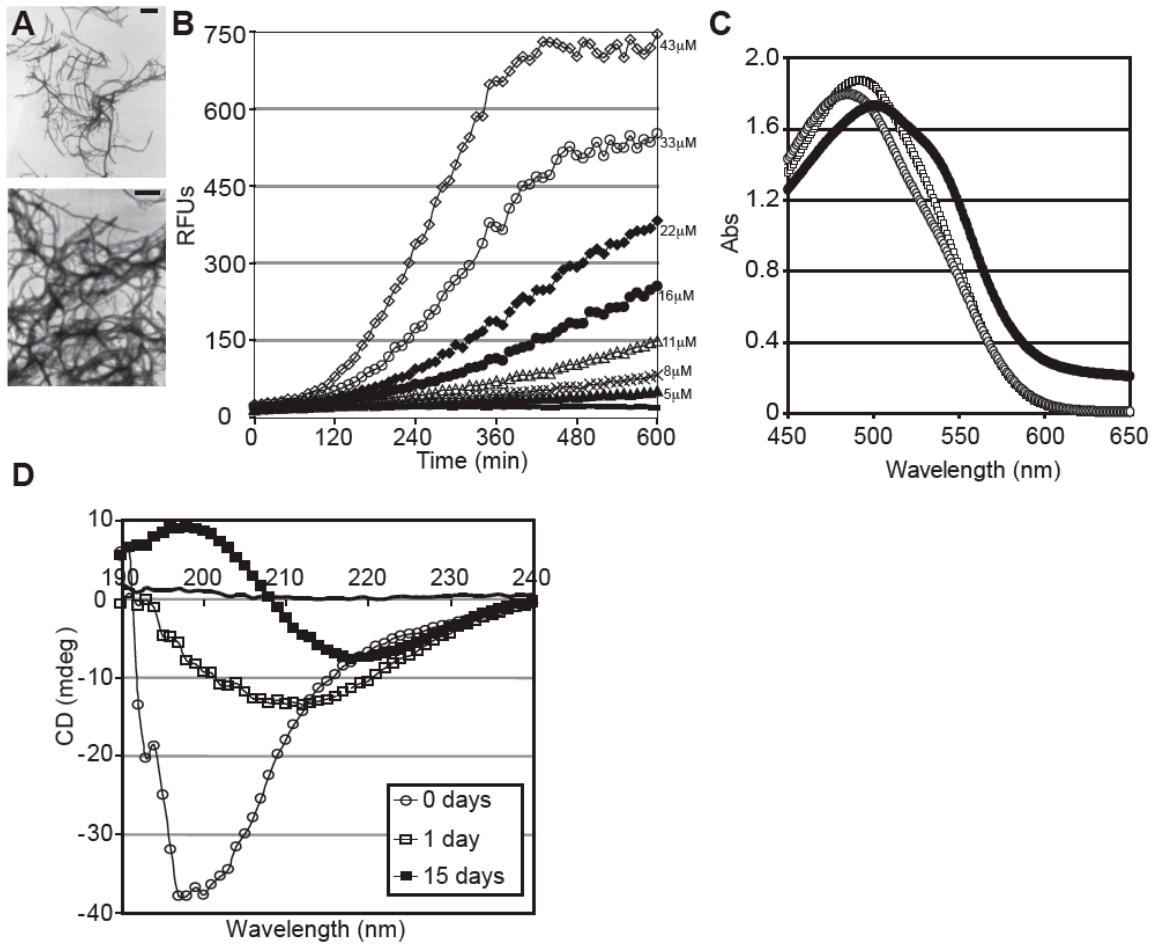 A
B
C
750
600
450
300
150
0
RFUs
43µM
33µM
22µM
16µM
11µM
8µM
5µM
0 120 240 360 480 600
Time (min)
2.0
1.6
1.2
0.8
0.4
0
Abs
450 500 550 600 650
Wavelength (nm)
D
10
0
-10
-20
-30
-40
CD (mdeg )
190 200 210 220 230 240
0 days
1 day
15 days
Wavelength (nm)